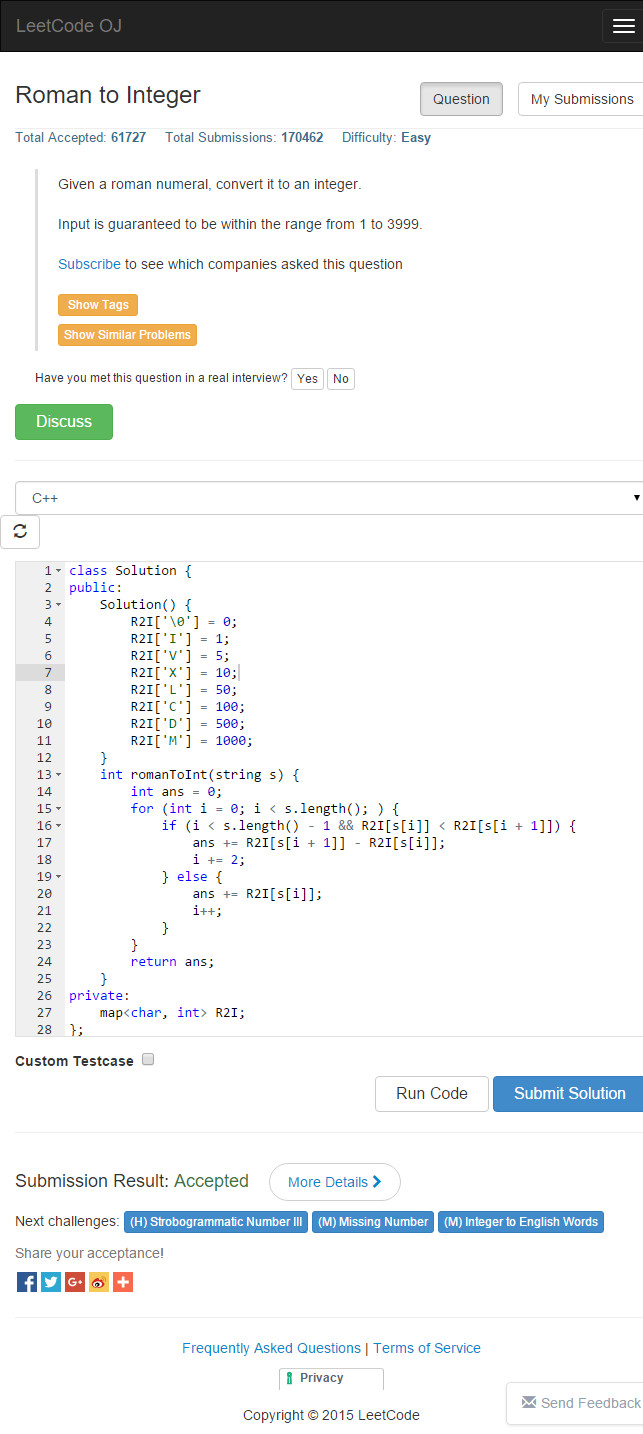 LeetCode OJ
Roman to Integer
Question
My Submissions
Total Accepted: 61727 Total Submissions: 170462 Difficulty: Easy
Given a roman numeral, convert it to an integer.
Input is guaranteed to be within the range from 1 to 3999.
Subscribe to see which companies asked this question
Show Tags
Show Similar Problems
Have you met this question in a real interview? Yes No
Discuss
C++
1 class Solution {
2 public:
3     Solution() {
4         R2I['\0'] = 0;
5         R2I['I'] = 1;
6         R2I['V'] = 5;
7         R2I['X'] = 10;
8         R2I['L'] = 50;
9         R2I['C'] = 100;
10         R2I['D'] = 500;
11         R2I['M'] = 1000;
12     }
13     int romanToInt(string s) {
14         int ans = 0;
15         for (int i = 0; i < s.length(); ) {
16             if (i < s.length() - 1 && R2I[s[i]] < R2I[s[i + 1]]) {
17                 ans += R2I[s[i + 1]] - R2I[s[i]];
18                 i += 2;
19             } else {
20                 ans += R2I[s[i]];
21                 i++;
22             }
23         }
24         return ans;
25     }
26 private:
27     map<char, int> R2I;
28 };
Custom Testcase
Run Code Submit Solution
Submission Result: Accepted More Details
Next challenges: (H) Strobogrammatic Number III (M) Missing Number (M) Integer to English Words
Share your acceptance!
Frequently Asked Questions | Terms of Service
Privacy
Send Feedback
Copyright © 2015 LeetCode